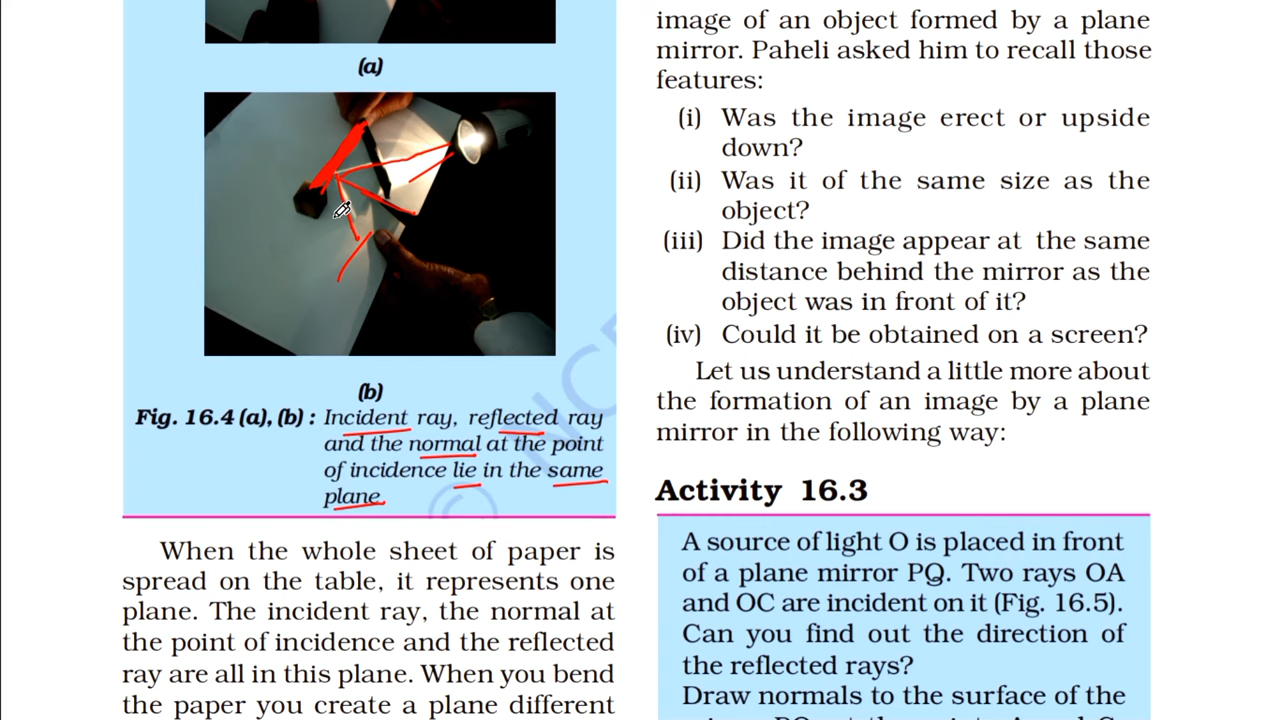 (a)
(b)
Fig. 16.4 (a), (b) : Incident ray, reflected ray
and the normal at the point
of incidence lie in the same
plane.
© NCE
When the whole sheet of paper is
spread on the table, it represents one
plane. The incident ray, the normal at
the point of incidence and the reflected
ray are all in this plane. When you bend
the paper you create a plane different
image of an object formed by a plane
mirror. Paheli asked him to recall those
features:
(i) Was the image erect or upside
down?
(ii) Was it of the same size as the
object?
(iii) Did the image appear at the same
distance behind the mirror as the
object was in front of it?
(iv) Could it be obtained on a screen?
Let us understand a little more about
the formation of an image by a plane
mirror in the following way:
Activity 16.3
A source of light O is placed in front
of a plane mirror PQ. Two rays OA
and OC are incident on it (Fig. 16.5).
Can you find out the direction of
the reflected rays?
Draw normals to the surface of the